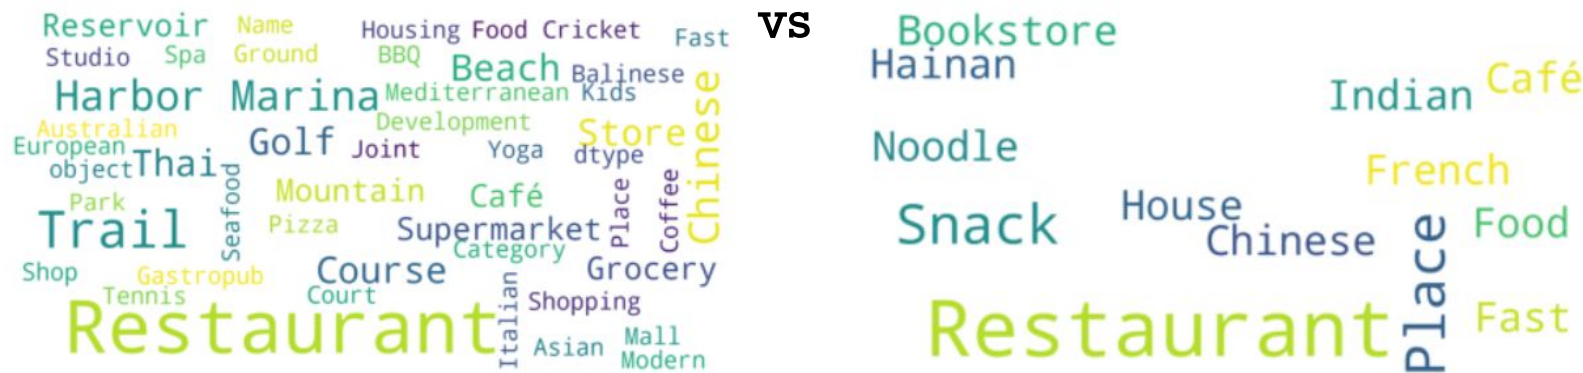 Reservoir Name Housing Food Cricket Fast
Studio Spa Ground BBQ Beach Balinese
Harbor Marina Mediterranean Kids
Australian Development Store Chinese
European Golf Joint Yoga dtype
object Thai Seafood
Park Mountain Café Place Coffee
Trail Pizza Supermarket
Category
Shop Gastropub Course Grocery
Tennis Court Italian Shopping
Restaurant Asian Mall
Modern
vs
Bookstore
Hainan Indian Café
Noodle French
Snack House Chinese Place Food
Restaurant Fast